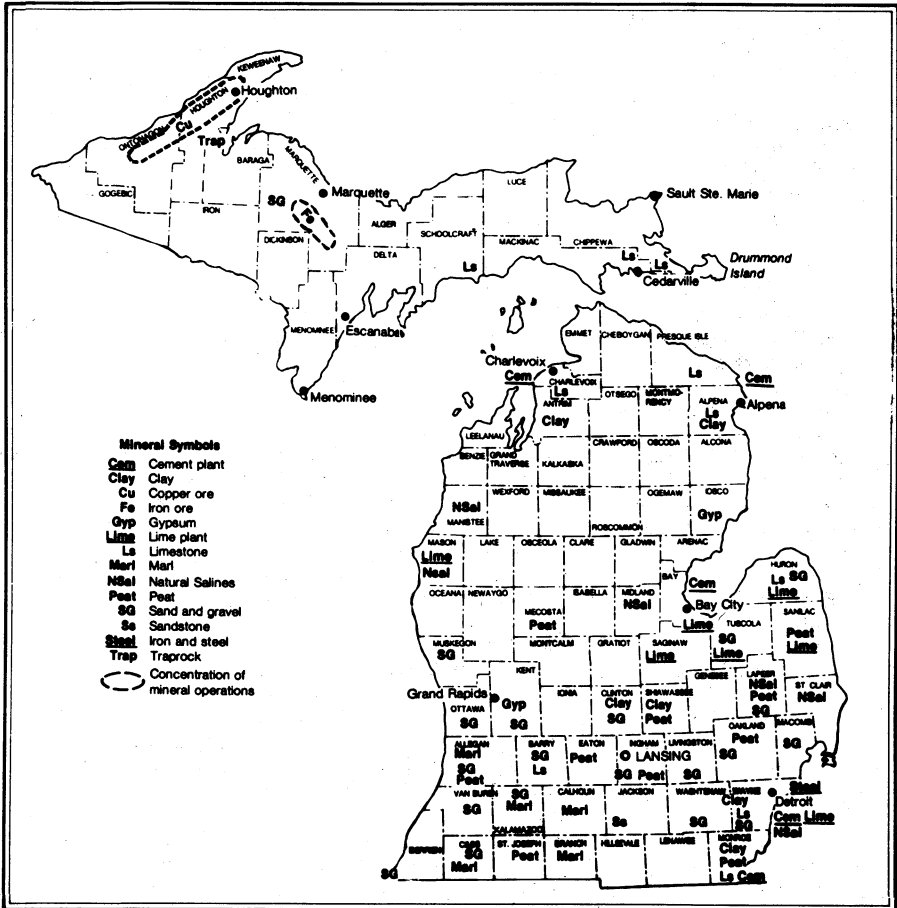 KEWEENAW
HOUGHTON
Houghton
ONTONAGON
Cu
Trap
BARAGA
MARQUETTE
Marquette
GOGEBIC
IRON
SG
Fe
DICKINSON
ALGER
LUCE
Sault Ste. Marie
SCHOOLCRAFT
MACKINAC
CHIPPEWA
DELTA
Ls
Ls
Ls
Drummond
Island
Cedarville
MENOMINEE
Escanaba
Menominee
EMMET
CHEBOYGAN
PRESQUE ISLE
Charlevoix
Cem
CHARLEVOIX
Ls
Ls
Cem
ANTRIM
Clay
OTSEGO
MONTMO-
RENCY
ALPENA
Ls
Clay
Alpena
LEELANAU
BENZIE
GRAND
TRAVERSE
KALKASKA
CRAWFORD
OSCODA
ALCONA
Mineral Symbols
Cem Cement plant
Clay Clay
Cu Copper ore
Fe Iron ore
Gyp Gypsum
Lime Lime plant
Ls Limestone
Marl Marl
NSal Natural Salines
Peat Peat
SG Sand and gravel
Ss Sandstone
Steel Iron and steel
Trap Traprock
Concentration of
mineral operations
NSal
MANISTEE
WEXFORD
MISSAUKEE
ROSCOMMON
OGEMAW
IOSCO
Gyp
MASON
Lime
Nsal
LAKE
OSCEOLA
CLARE
GLADWIN
ARENAC
BAY
Cem
Bay City
Lime
HURON
Ls SG
Lime
OCEANA
NEWAYGO
MECOSTA
Peat
ISABELLA
MIDLAND
NSal
TUSCOLA
SG
Lime
SANILAC
Peat
Lime
MUSKEGON
SG
MONTCALM
GRATIOT
SAGINAW
Lime
KENT
Grand Rapids
Gyp
SG
OTTAWA
SG
IONIA
CLINTON
Clay
SG
SHIAWASSEE
Clay
Peat
GENESEE
LAPEER
NSal
Peat
SG
ST. CLAIR
NSal
ALLEGAN
Marl
SG
Peat
BARRY
SG
Ls
EATON
Peat
INGHAM
LANSING
SG Peat
LIVINGSTON
SG
OAKLAND
Peat
SG
MACOMB
SG
VAN BUREN
SG
SG
Marl
KALAMAZOO
CALHOUN
Marl
JACKSON
Ss
WASHTENAW
SG
WAYNE
Clay
Ls
SG
Steel
Detroit
Cem Lime
NSal
BERRIEN
SG
CASS
SG
Marl
ST. JOSEPH
Peat
BRANCH
Marl
HILLSDALE
LENAWEE
MONROE
Clay
Peat
Ls Cem